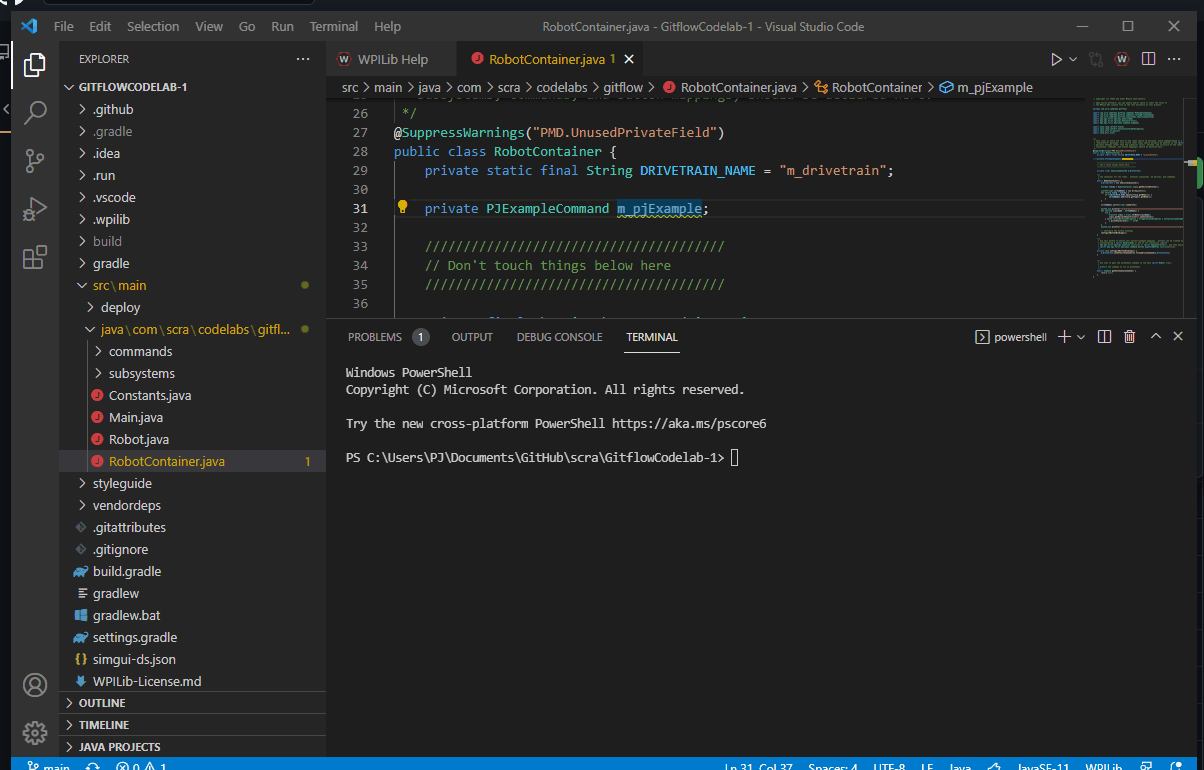 File Edit Selection View Go Run Terminal Help RobotContainer.java - GitflowCodelab-1 - Visual Studio Code
EXPLORER ···
WPILib Help RobotContainer.java 1
GITFLOWCODELAB-1
.github
.gradle
.idea
.run
.vscode
.wpilib
build
gradle
src\main
deploy
java\com\scra\codelabs\gitfl...
commands
subsystems
Constants.java
Main.java
Robot.java
RobotContainer.java 1
styleguide
vendordeps
.gitattributes
.gitignore
build.gradle
gradlew
gradlew.bat
settings.gradle
simgui-ds.json
WPILib-License.md
OUTLINE
TIMELINE
JAVA PROJECTS
src > main > java > com > scra > codelabs > gitflow > RobotContainer.java > RobotContainer > m_pjExample
26 */
27 @SuppressWarnings("PMD.UnusedPrivateField")
28 public class RobotContainer {
29 private static final String DRIVETRAIN_NAME = "m_drivetrain";
30
31 private PJExampleCommand m_pjExample;
32
33 ///////////////////////////////////////
34 // Don't touch things below here
35 ///////////////////////////////////////
36
PROBLEMS 1 OUTPUT DEBUG CONSOLE TERMINAL powershell
Windows PowerShell
Copyright (C) Microsoft Corporation. All rights reserved.
Try the new cross-platform PowerShell https://aka.ms/pscore6
PS C:\Users\PJ\Documents\GitHub\scra\GitflowCodelab-1>
main 0 1 Ln 31, Col 37 Spaces: 4 UTF-8 LF Java JavaSE-11 WPILib